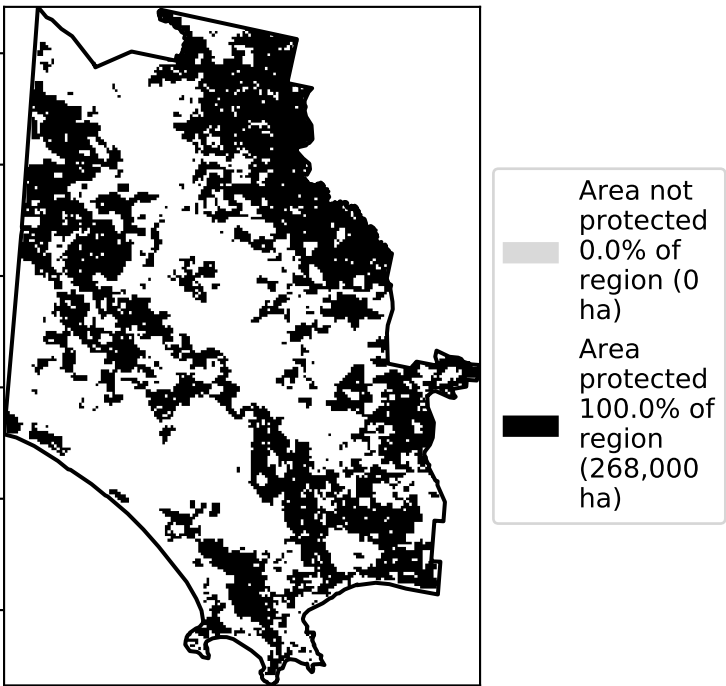 Area not
protected
0.0% of
region (0
ha)
Area
protected
100.0% of
region
(268,000
ha)